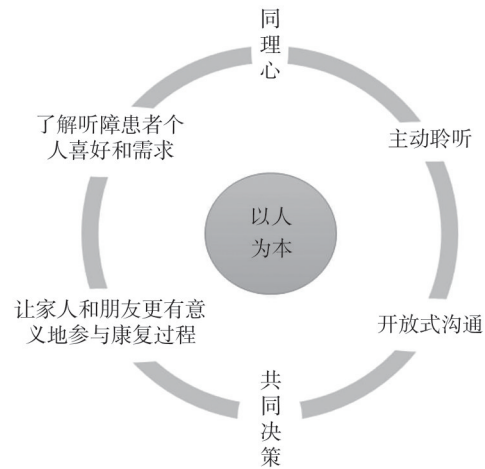 同
理
心
主动聆听
开放式沟通
共
同
决
策
让家人和朋友更有意
义地参与康复过程
了解听障患者个
人喜好和需求
以人
为本